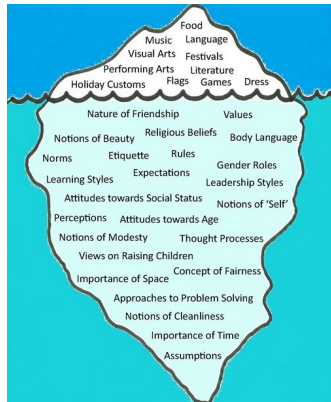 Food
Music Language
Visual Arts Festivals
Performing Arts Literature
Holiday Customs Flags Games Dress
Nature of Friendship Values
Notions of Beauty Religious Beliefs Body Language
Norms Etiquette Rules
Expectations Gender Roles
Learning Styles Leadership Styles
Attitudes towards Social Status Notions of ‘Self’
Perceptions Attitudes towards Age
Notions of Modesty Thought Processes
Views on Raising Children
Importance of Space Concept of Fairness
Approaches to Problem Solving
Notions of Cleanliness
Importance of Time
Assumptions